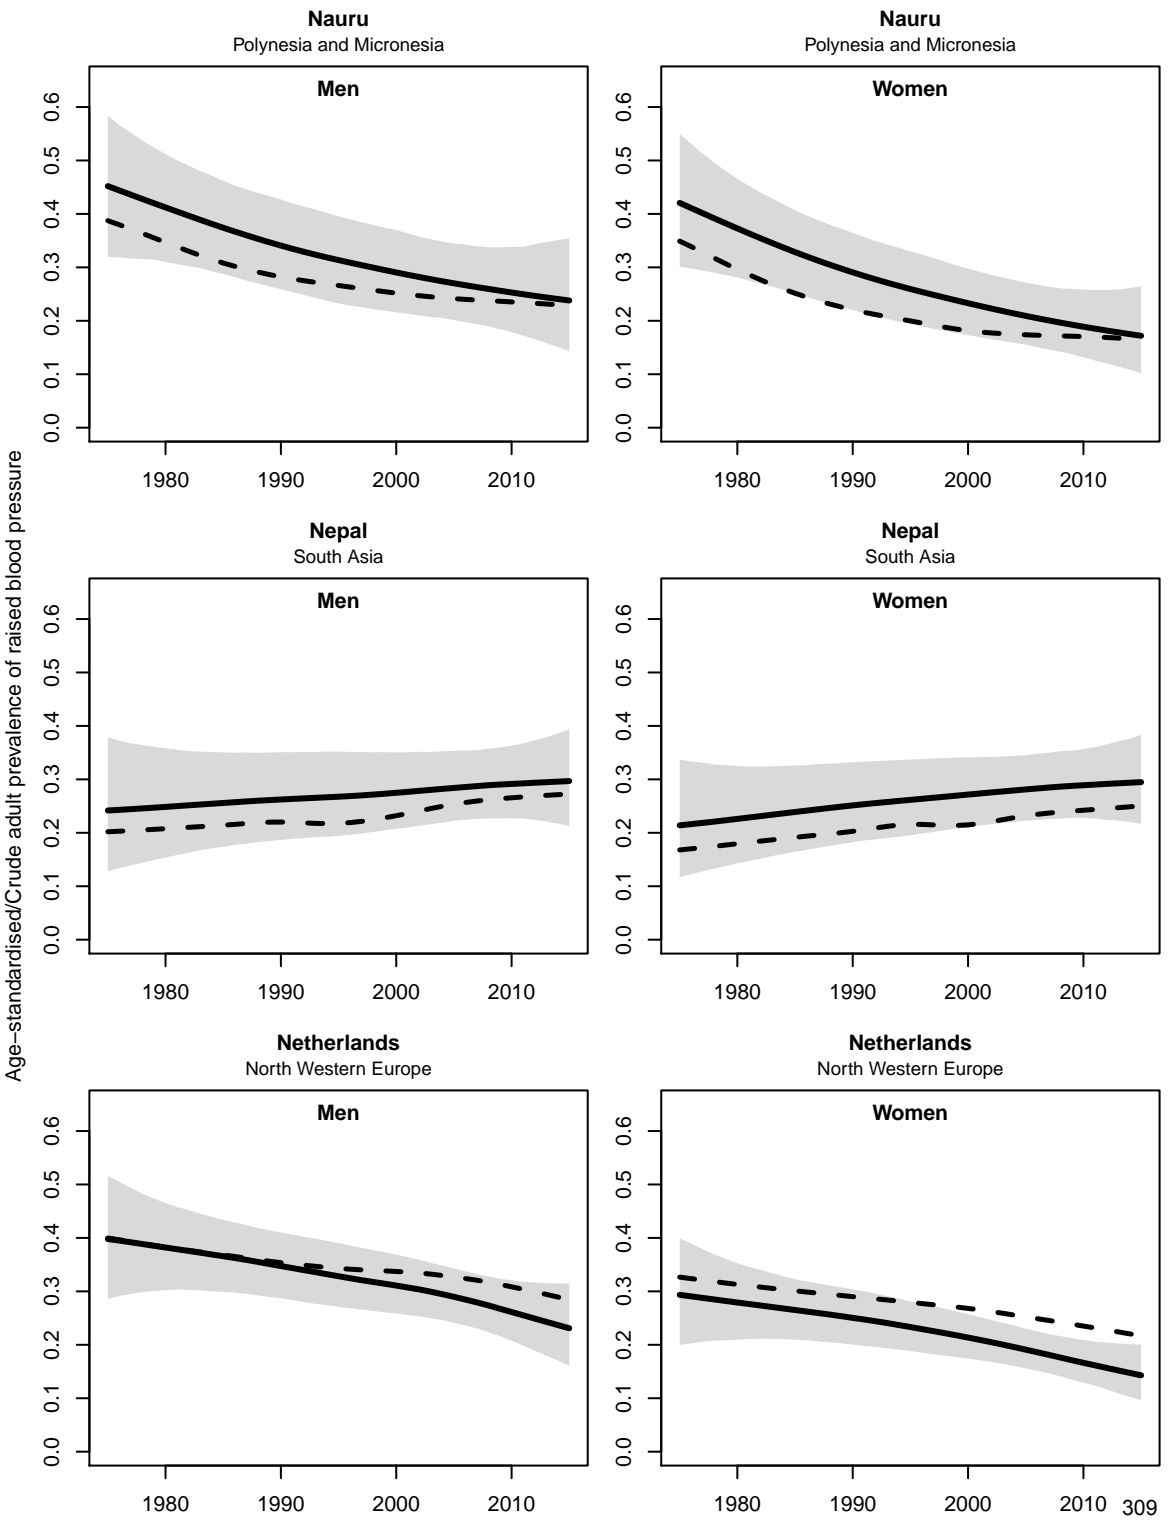 Nauru
Polynesia and Micronesia
Men
0.0 0.1 0.2 0.3 0.4 0.5 0.6
1980 1990 2000 2010
Nauru
Polynesia and Micronesia
Women
0.0 0.1 0.2 0.3 0.4 0.5 0.6
1980 1990 2000 2010
Age−standardised/Crude adult prevalence of raised blood pressure
Nepal
South Asia
Men
0.0 0.1 0.2 0.3 0.4 0.5 0.6
1980 1990 2000 2010
Nepal
South Asia
Women
0.0 0.1 0.2 0.3 0.4 0.5 0.6
1980 1990 2000 2010
Netherlands
North Western Europe
Men
0.0 0.1 0.2 0.3 0.4 0.5 0.6
1980 1990 2000 2010
Netherlands
North Western Europe
Women
0.0 0.1 0.2 0.3 0.4 0.5 0.6
1980 1990 2000 2010
309